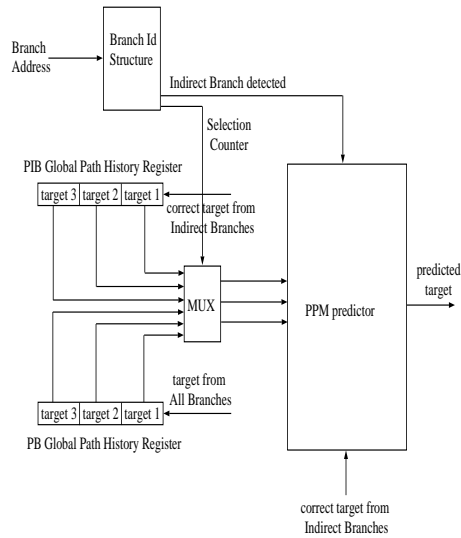 Branch
Address
Branch Id
Structure
Indirect Branch detected
Selection
Counter
PIB Global Path History Register
target 3 target 2 target 1
correct target from
Indirect Branches
MUX
PPM predictor
predicted
target
target from
All Branches
target 3 target 2 target 1
PB Global Path History Register
correct target from
Indirect Branches